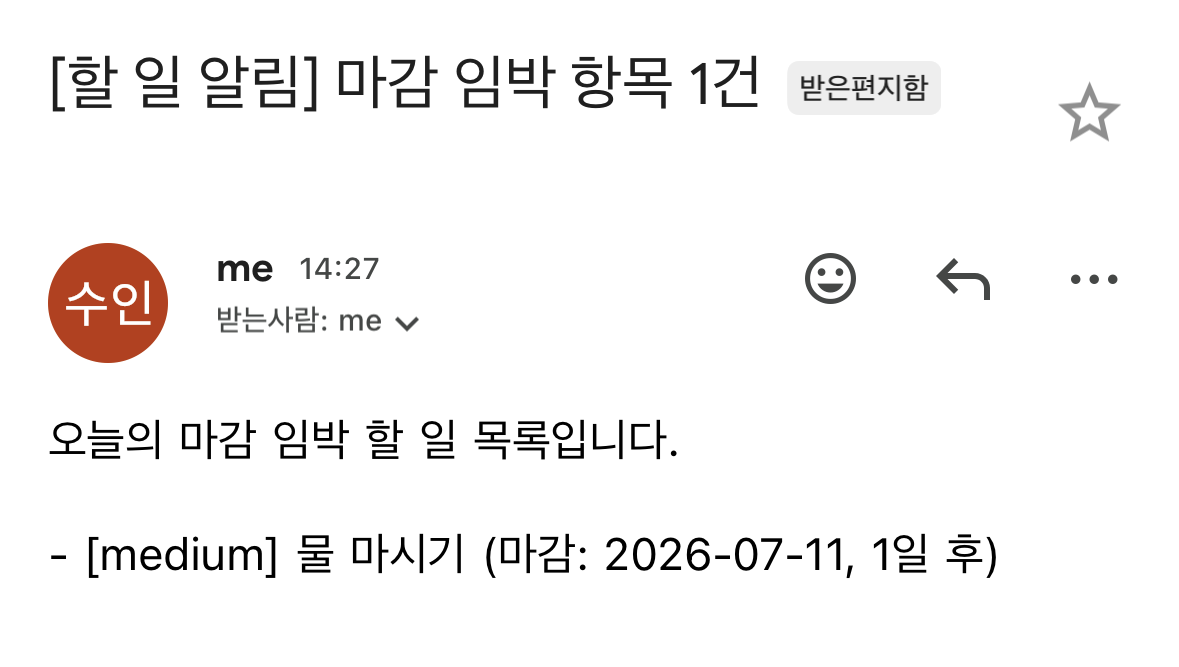 [할 일 알림] 마감 임박 항목 1건 받은편지함
수인
me 14:27
받는사람: me
오늘의 마감 임박 할 일 목록입니다.
- [medium] 물 마시기 (마감: 2026-07-11, 1일 후)